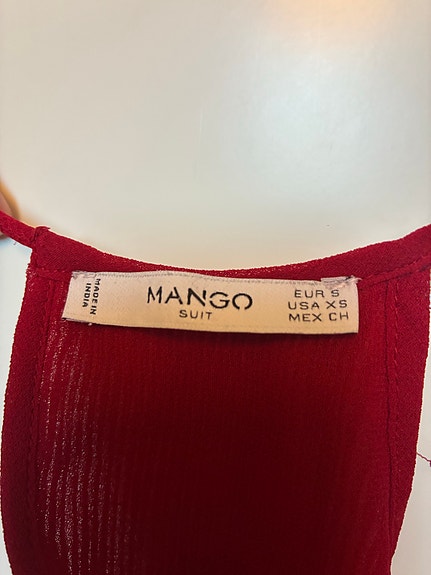 MADE IN
INDIA
MANGO
SUIT
EUR S
USA XS
MEX CH